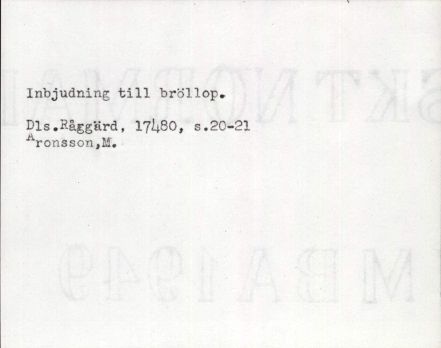 Inbjudning till bröllop.
Dls.Råggärd, 17480, s.20-21
Aronsson,M.